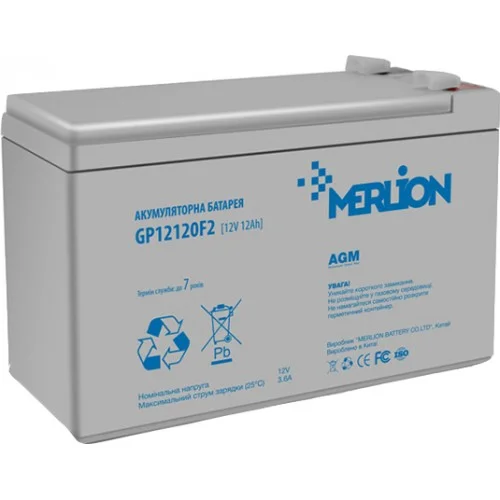 MERLION
АКУМУЛЯТОРНА БАТАРЕЯ
GP12120F2 [12V 12Ah]
AGM
Термін служби: до 7 років
УВАГА!
Уникайте короткого замикання.
Не розміщуйте у газовому середовищі.
Не намагайтеся самостійно розкрити
герметичний контейнер.
Pb
Виробник "MERLION BATTERY CO.,LTD", Китай
Вироблено в Китаї
CE FC ISO
Номінальна напруга 12V
Максимальний струм зарядки (25°C) 3.6A